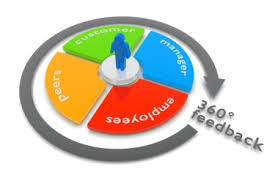 customer
manager
Peers
employees
360°
feedback